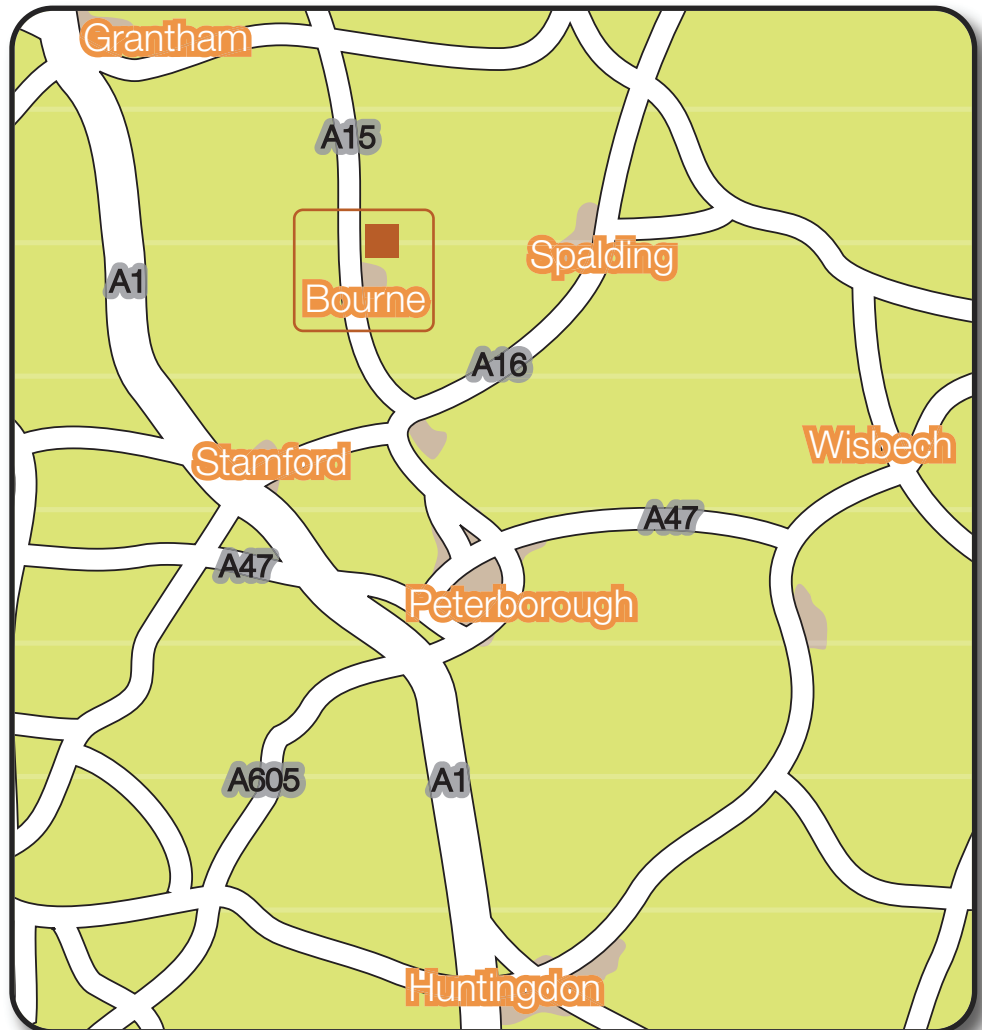 Grantham
A15
Spalding
A1
Bourne
A16
Wisbech
Stamford
A47
A47
Peterborough
A605
A1
Huntingdon